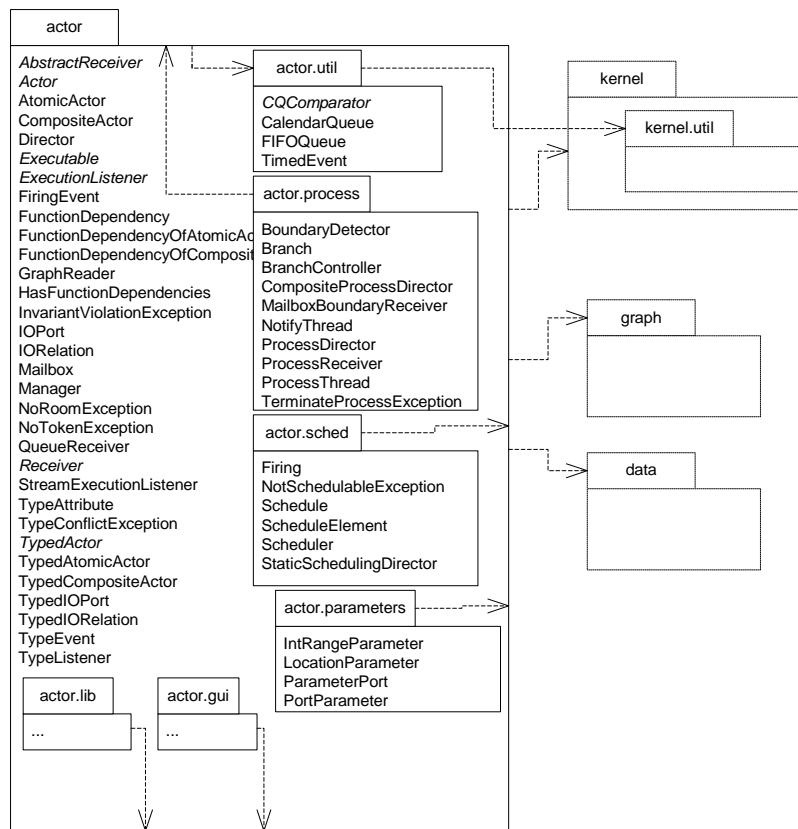 actor
AbstractReceiver
Actor
AtomicActor
CompositeActor
Director
Executable
ExecutionListener
FiringEvent
FunctionDependency
FunctionDependencyOfAtomicAc
FunctionDependencyOfComposit
GraphReader
HasFunctionDependencies
InvariantViolationException
IOPort
IORelation
Mailbox
Manager
NoRoomException
NoTokenException
QueueReceiver
Receiver
StreamExecutionListener
TypeAttribute
TypeConflictException
TypedActor
TypedAtomicActor
TypedCompositeActor
TypedIOPort
TypedIORelation
TypeEvent
TypeListener
actor.lib
...
actor.gui
...
actor.util
CQComparator
CalendarQueue
FIFOQueue
TimedEvent
actor.process
BoundaryDetector
Branch
BranchController
CompositeProcessDirector
MailboxBoundaryReceiver
NotifyThread
ProcessDirector
ProcessReceiver
ProcessThread
TerminateProcessException
actor.sched
Firing
NotSchedulableException
Schedule
ScheduleElement
Scheduler
StaticSchedulingDirector
actor.parameters
IntRangeParameter
LocationParameter
ParameterPort
PortParameter
kernel
kernel.util
graph
data